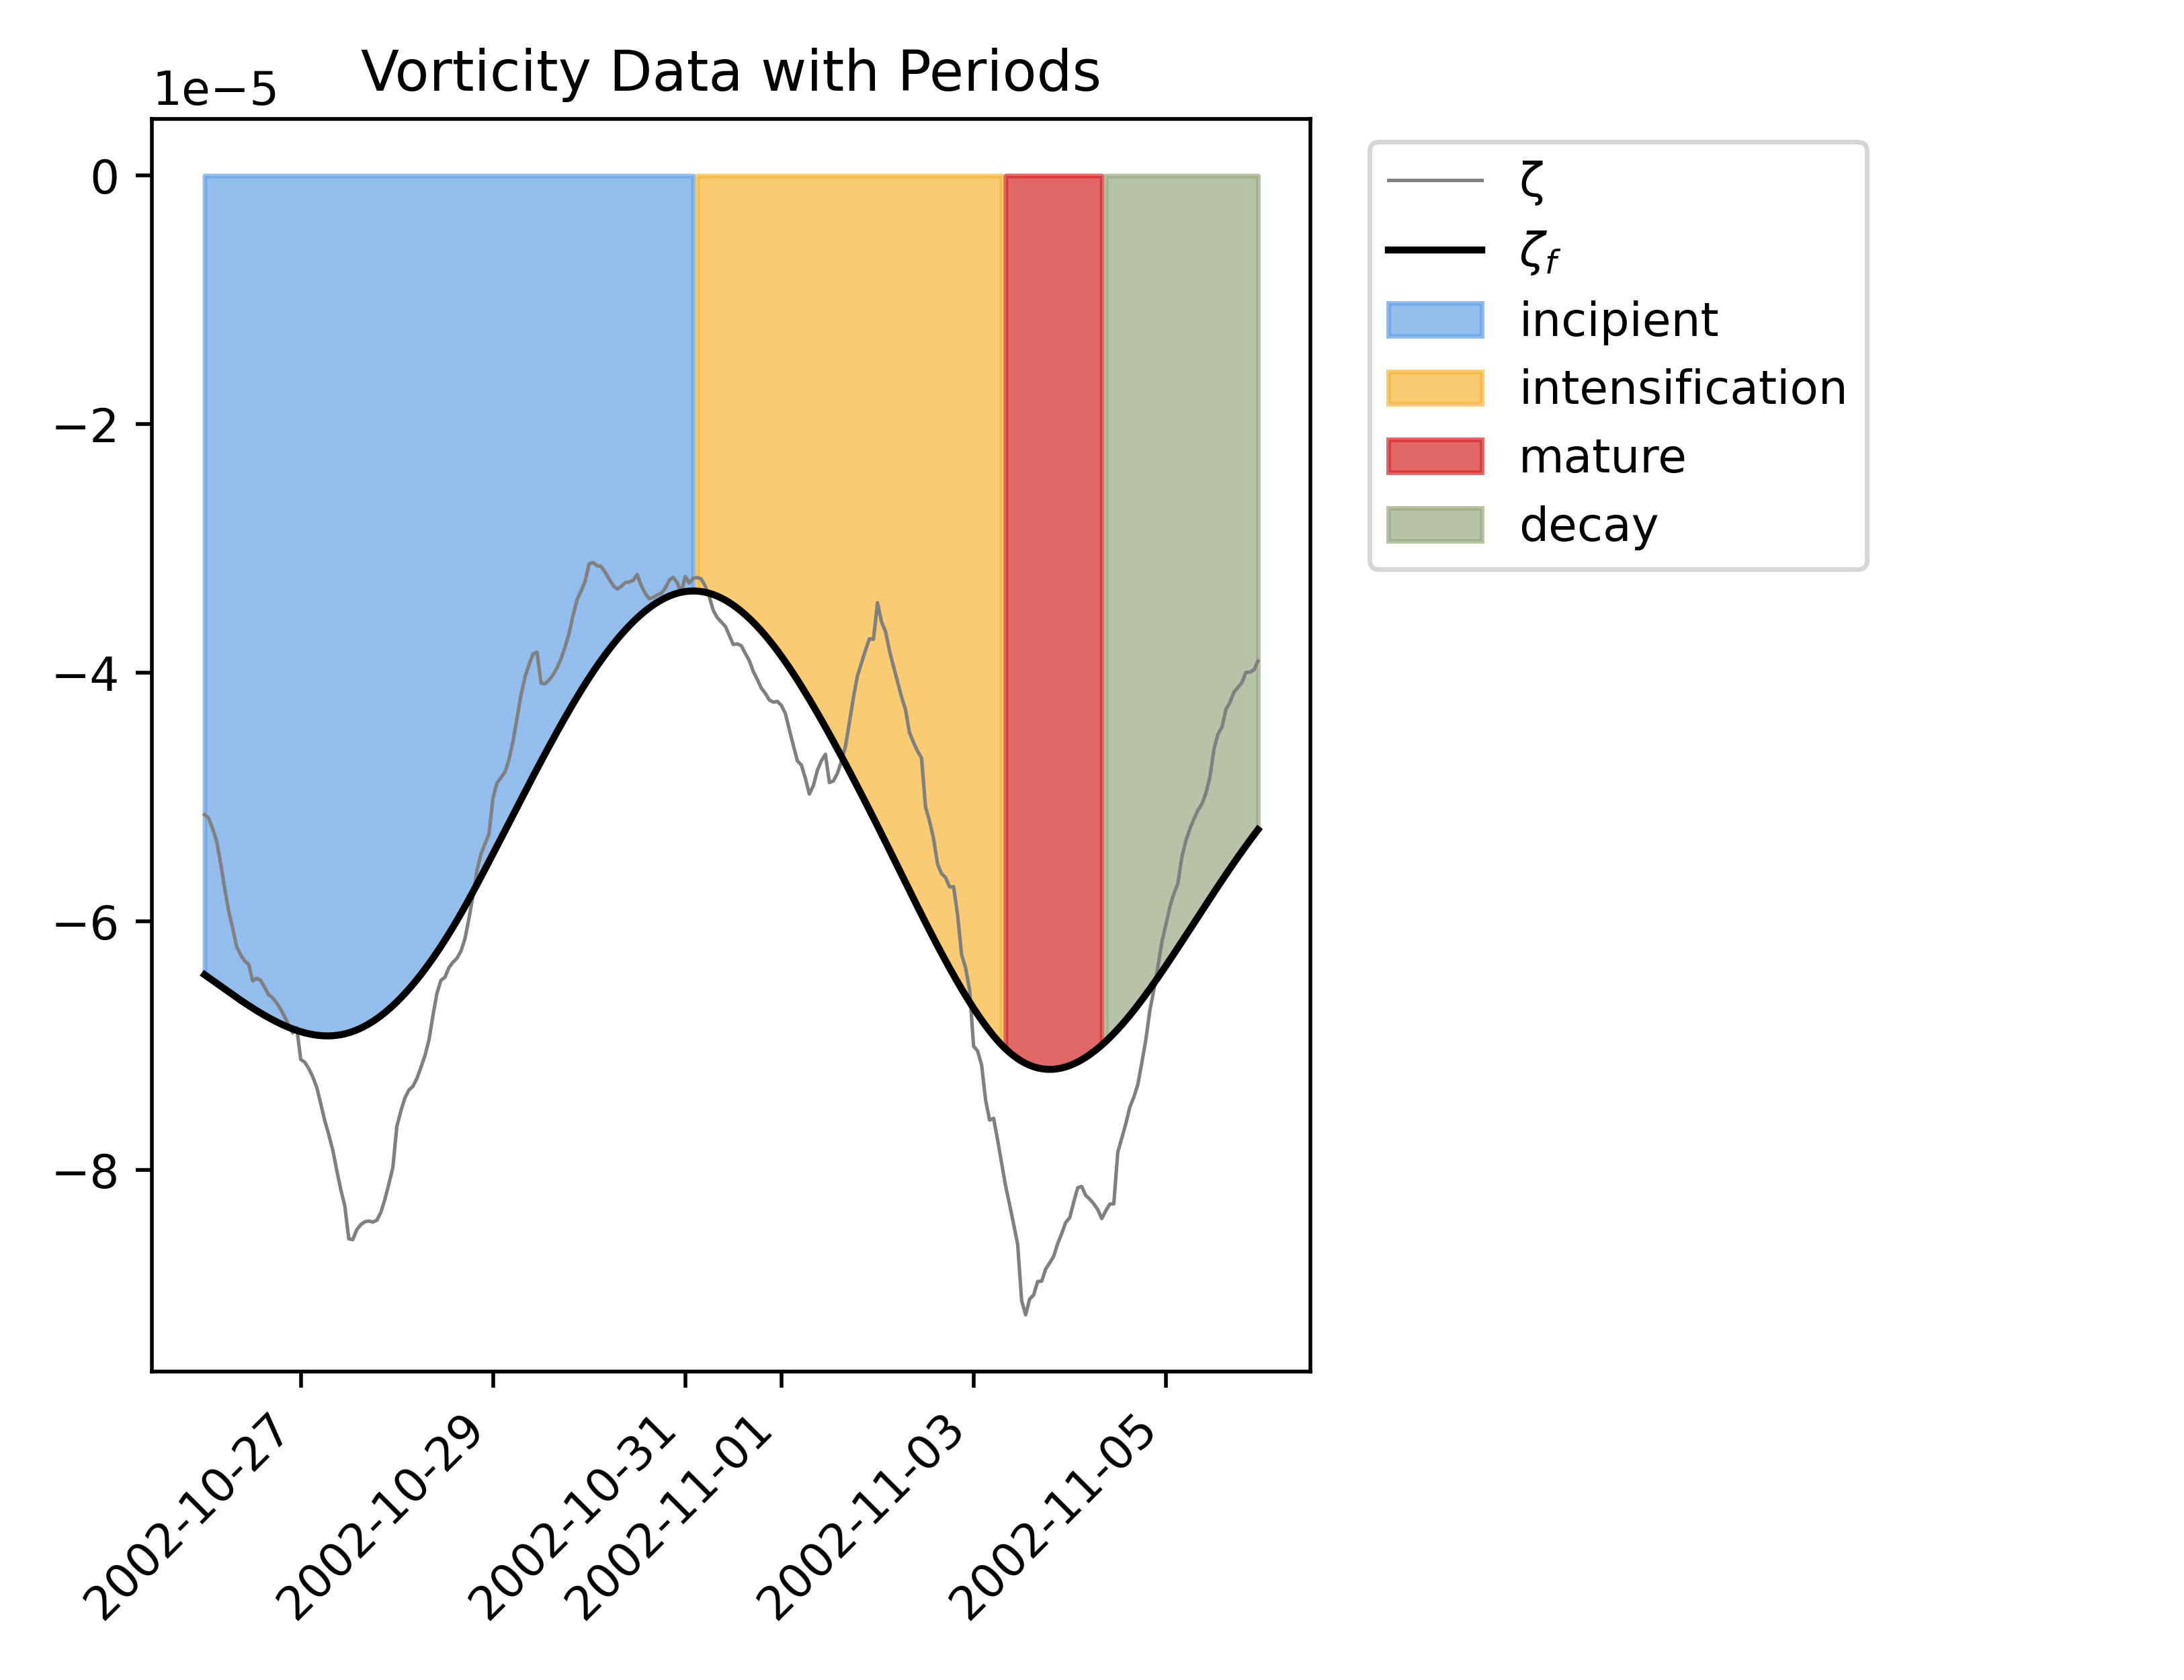 Vorticity Data with Periods
1e−5
0
−2
−4
−6
−8
2002-10-27
2002-10-29
2002-10-31
2002-11-01
2002-11-03
2002-11-05
ζ
ζf
incipient
intensification
mature
decay